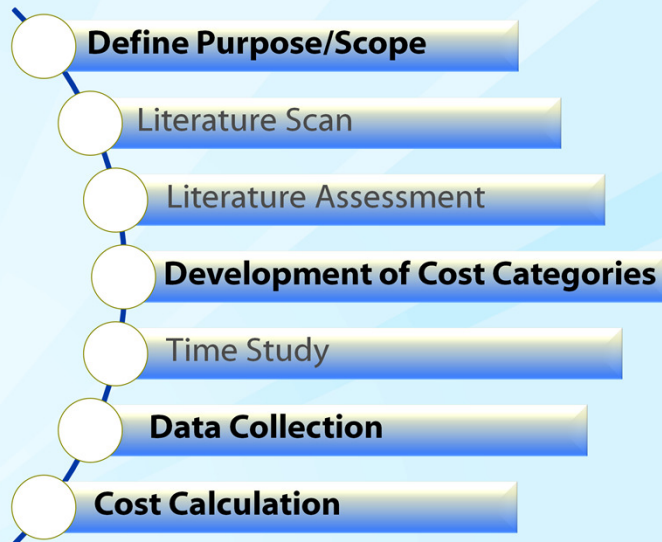 Define Purpose/Scope
Literature Scan
Literature Assessment
Development of Cost Categories
Time Study
Data Collection
Cost Calculation